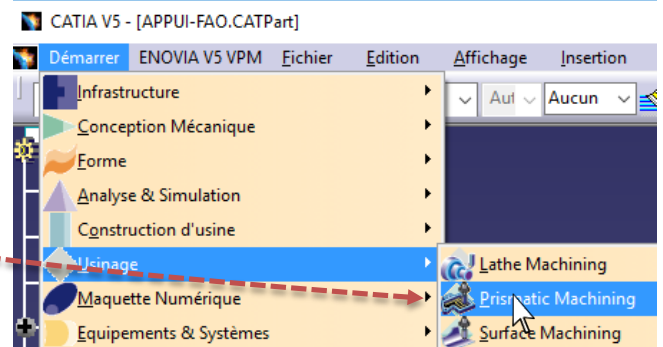 CATIA V5 - [APPUI-FAO.CATPart]
Démarrer ENOVIA V5 VPM Fichier Edition Affichage Insertion
Infrastructure
Aut Aucun
Conception Mécanique
Forme
Analyse & Simulation
Construction d'usine
Usinage Lathe Machining
Maquette Numérique Prismatic Machining
Equipements & Systèmes Surface Machining